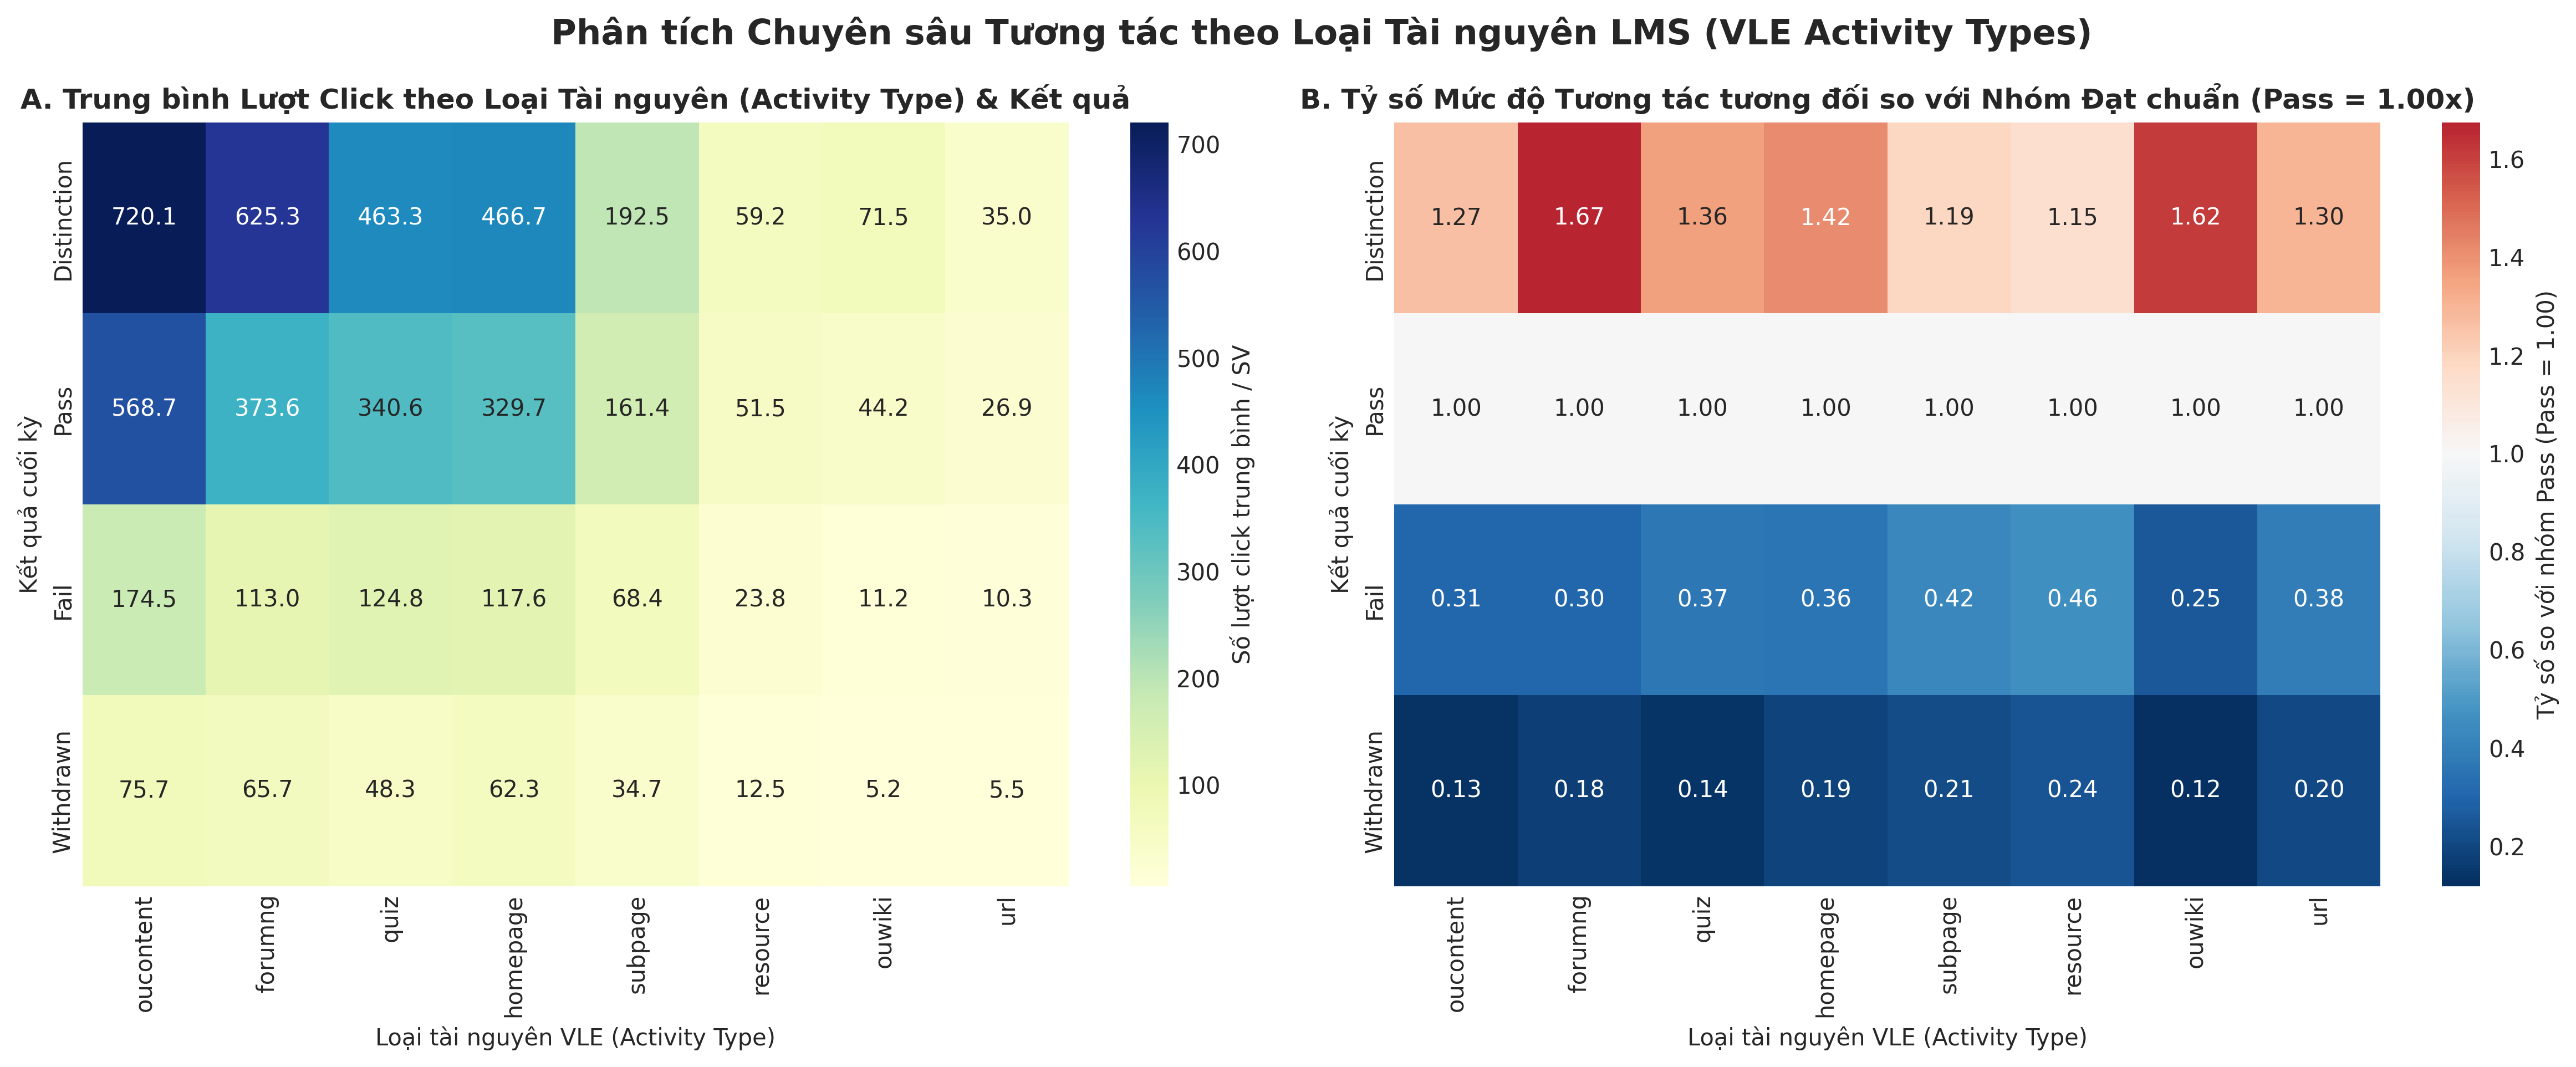 Phân tích Chuyên sâu Tương tác theo Loại Tài nguyên LMS (VLE Activity Types)
A. Trung bình Lượt Click theo Loại Tài nguyên (Activity Type) & Kết quả
Kết quả cuối kỳ
Distinction
720.1 625.3 463.3 466.7 192.5 59.2 71.5 35.0
Pass
568.7 373.6 340.6 329.7 161.4 51.5 44.2 26.9
Fail
174.5 113.0 124.8 117.6 68.4 23.8 11.2 10.3
Withdrawn
75.7 65.7 48.3 62.3 34.7 12.5 5.2 5.5
oucontent
forumng
quiz
homepage
subpage
resource
ouwiki
url
Loại tài nguyên VLE (Activity Type)
700
600
500
400
300
200
100
Số lượt click trung bình / SV
B. Tỷ số Mức độ Tương tác tương đối so với Nhóm Đạt chuẩn (Pass = 1.00x)
Kết quả cuối kỳ
Distinction
1.27 1.67 1.36 1.42 1.19 1.15 1.62 1.30
Pass
1.00 1.00 1.00 1.00 1.00 1.00 1.00 1.00
Fail
0.31 0.30 0.37 0.36 0.42 0.46 0.25 0.38
Withdrawn
0.13 0.18 0.14 0.19 0.21 0.24 0.12 0.20
oucontent
forumng
quiz
homepage
subpage
resource
ouwiki
url
Loại tài nguyên VLE (Activity Type)
1.6
1.4
1.2
1.0
0.8
0.6
0.4
0.2
Tỷ số so với nhóm Pass (Pass = 1.00)